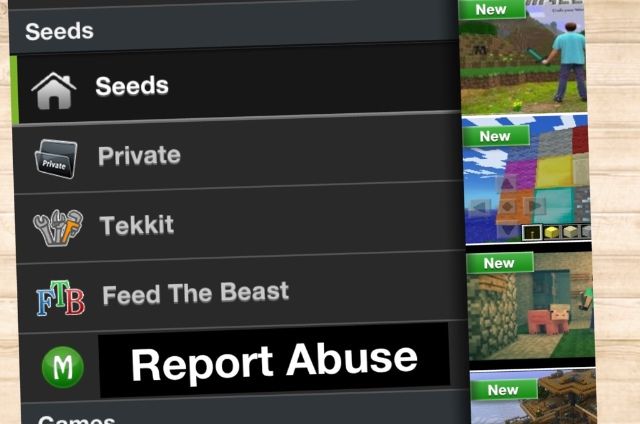 Seeds
Seeds
Private
Private
Tekkit
FTB
Feed The Beast
M
Report Abuse
Games
New
New
New
New